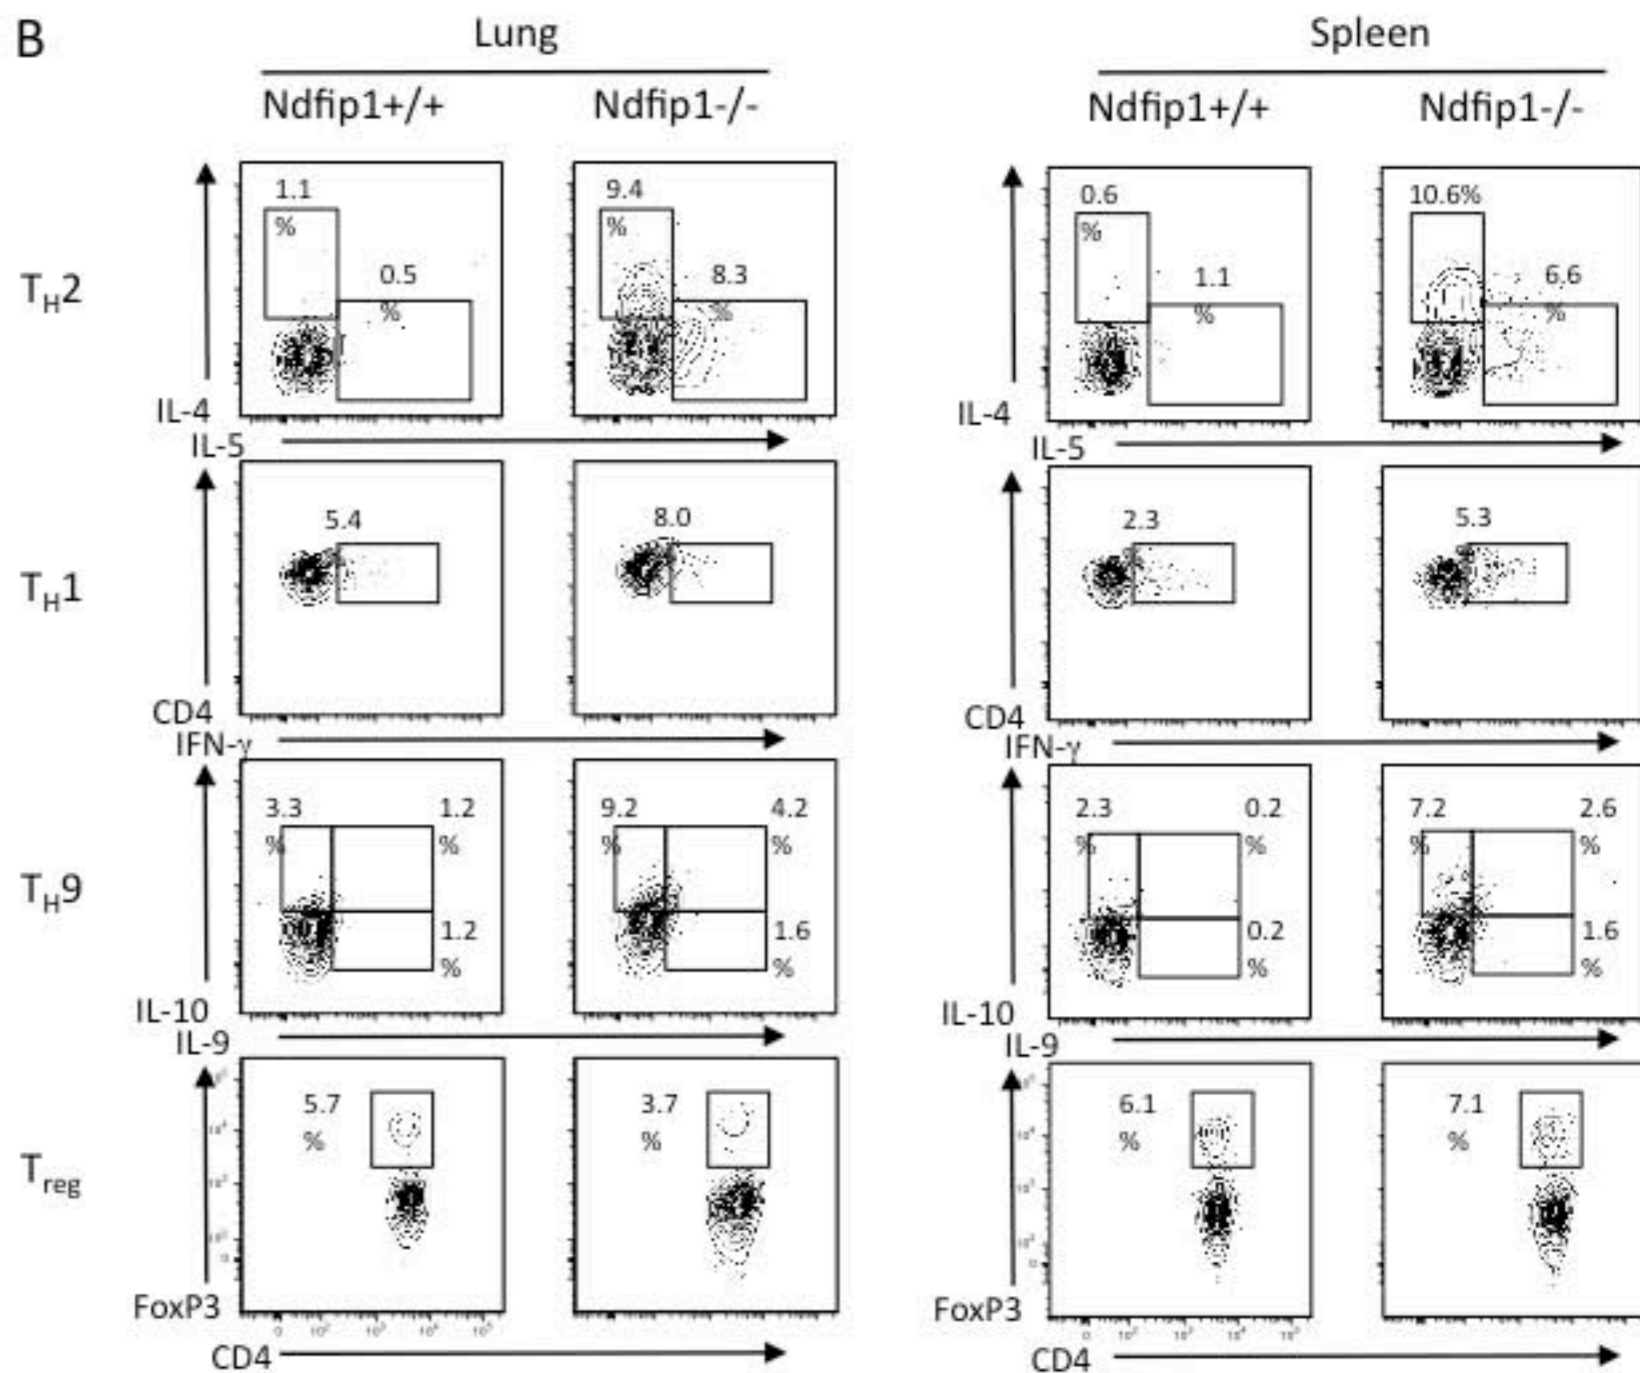 B
Lung
Spleen
Ndfip1+/+
Ndfip1-/-
Ndfip1+/+
Ndfip1-/-
TH2
1.1
%
0.5
%
9.4
%
8.3
%
0.6
%
1.1
%
10.6%
6.6
%
IL-4
IL-5
IL-4
IL-5
TH1
5.4
8.0
2.3
5.3
CD4
IFN-γ
CD4
IFN-γ
TH9
3.3
%
1.2
%
1.2
%
9.2
%
4.2
%
1.6
%
2.3
%
0.2
%
0.2
%
7.2
%
2.6
%
1.6
%
IL-10
IL-9
IL-10
IL-9
Treg
5.7
%
3.7
%
6.1
%
7.1
%
FoxP3
CD4
FoxP3
CD4